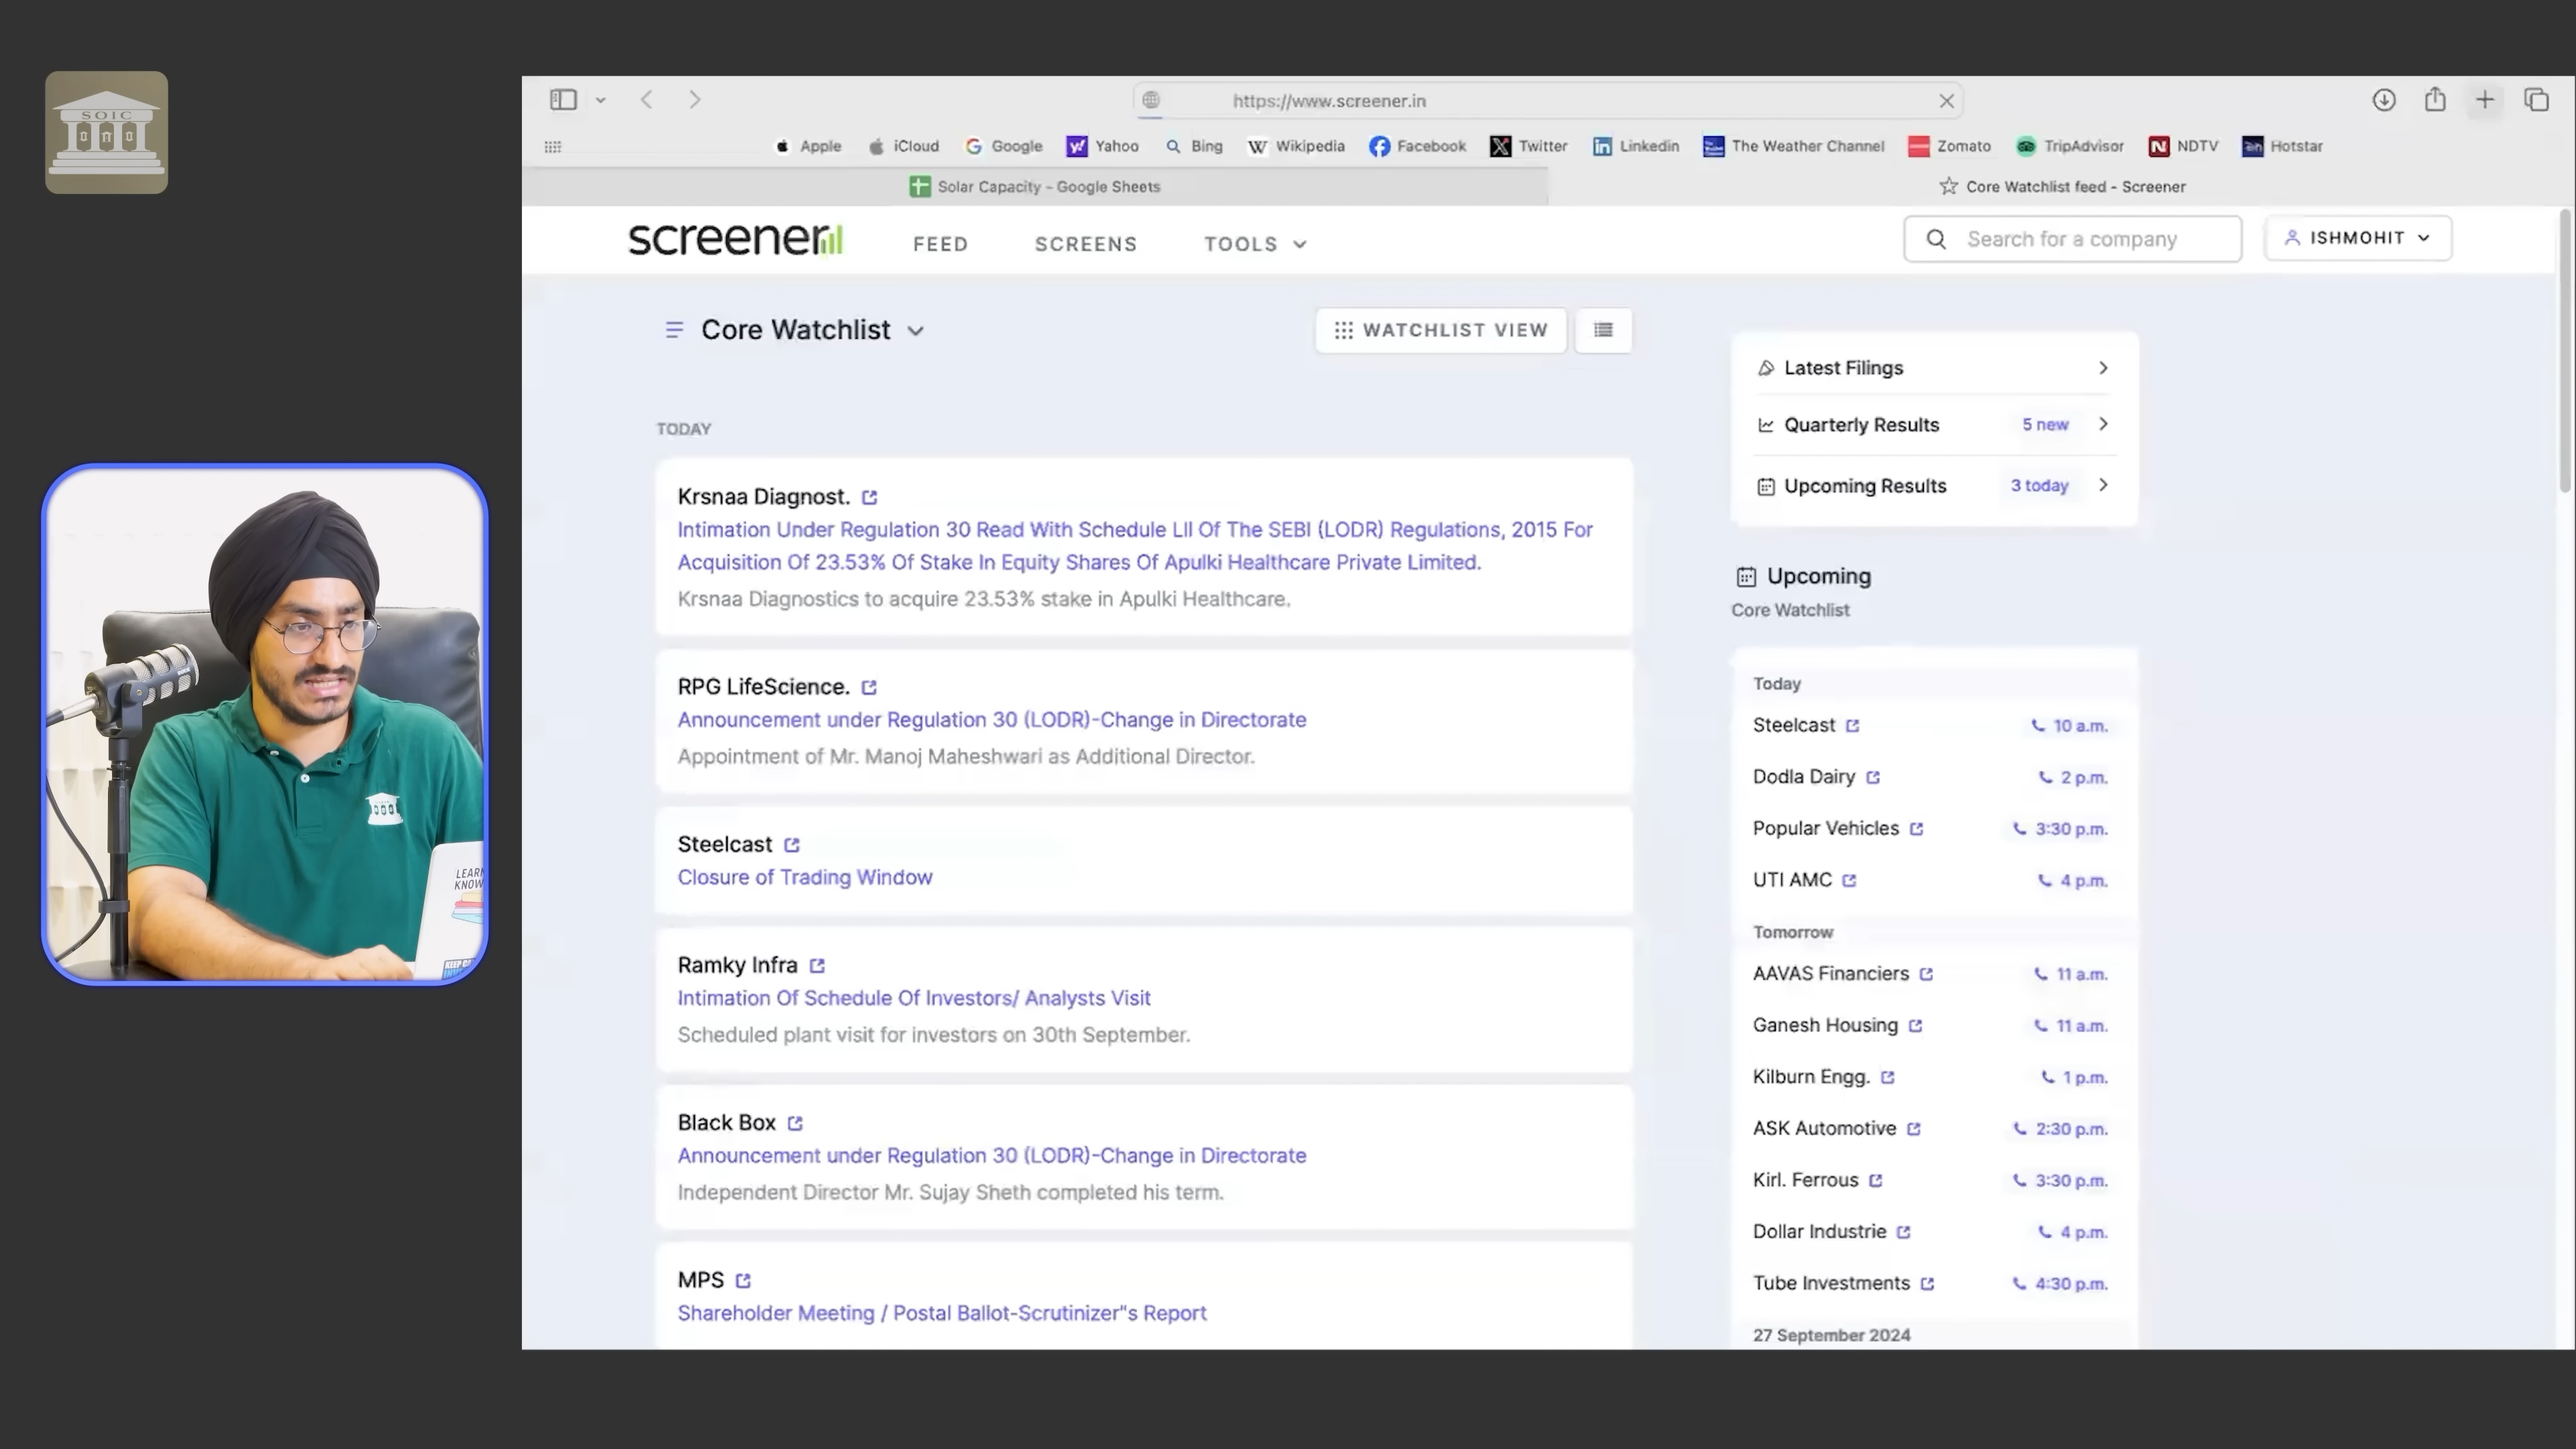 SOIC
https://www.screener.in
Apple iCloud Google Yahoo Bing Wikipedia Facebook Twitter Linkedin The Weather Channel Zomato TripAdvisor NDTV Hotstar
Solar Capacity – Google Sheets
Core Watchlist feed - Screener
screener
FEED SCREENS TOOLS
Search for a company
ISHMOHIT
Core Watchlist
WATCHLIST VIEW
TODAY
Krsnaa Diagnost.
Intimation Under Regulation 30 Read With Schedule LII Of The SEBI (LODR) Regulations, 2015 For
Acquisition Of 23.53% Of Stake In Equity Shares Of Apulki Healthcare Private Limited.
Krsnaa Diagnostics to acquire 23.53% stake in Apulki Healthcare.
RPG LifeScience.
Announcement under Regulation 30 (LODR)-Change in Directorate
Appointment of Mr. Manoj Maheshwari as Additional Director.
Steelcast
Closure of Trading Window
Ramky Infra
Intimation Of Schedule Of Investors/ Analysts Visit
Scheduled plant visit for investors on 30th September.
Black Box
Announcement under Regulation 30 (LODR)-Change in Directorate
Independent Director Mr. Sujay Sheth completed his term.
MPS
Shareholder Meeting / Postal Ballot-Scrutinizer"s Report
Latest Filings
Quarterly Results 5 new
Upcoming Results 3 today
Upcoming
Core Watchlist
Today
Steelcast 10 a.m.
Dodla Dairy 2 p.m.
Popular Vehicles 3:30 p.m.
UTI AMC 4 p.m.
Tomorrow
AAVAS Financiers 11 a.m.
Ganesh Housing 11 a.m.
Kilburn Engg. 1 p.m.
ASK Automotive 2:30 p.m.
Kirl. Ferrous 3:30 p.m.
Dollar Industrie 4 p.m.
Tube Investments 4:30 p.m.
27 September 2024
LEARN
KNOW